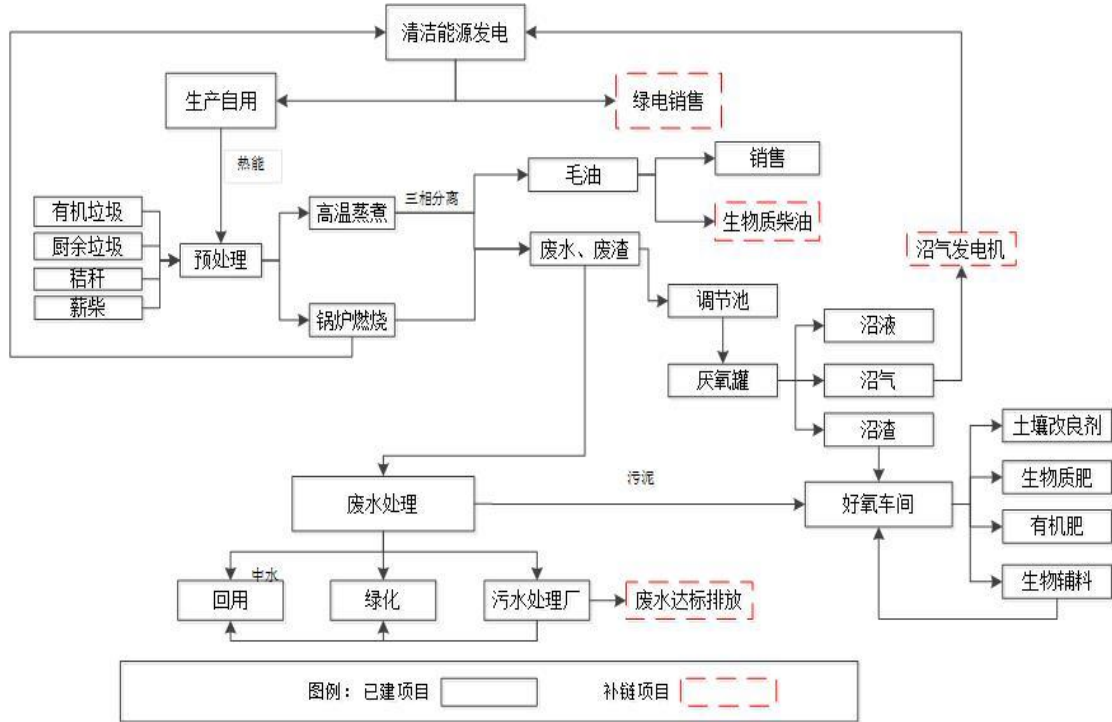 清洁能源发电
生产自用
绿电销售
热能
有机垃圾
厨余垃圾
秸秆
薪柴
预处理
高温蒸煮
三相分离
锅炉燃烧
毛油
销售
生物质柴油
废水、废渣
沼气发电机
调节池
厌氧罐
沼液
沼气
沼渣
土壤改良剂
生物质肥
有机肥
生物辅料
污泥
废水处理
好氧车间
中水
回用
绿化
污水处理厂
废水达标排放
图例：已建项目
补链项目